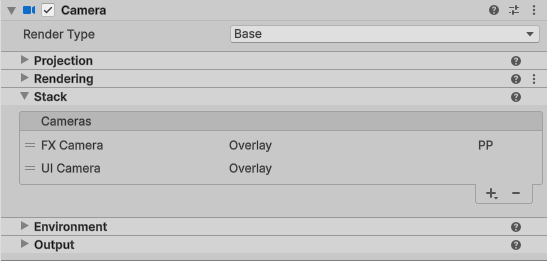 Camera
Render Type Base
Projection
Rendering
Stack
Cameras
FX Camera Overlay PP
UI Camera Overlay
Environment
Output